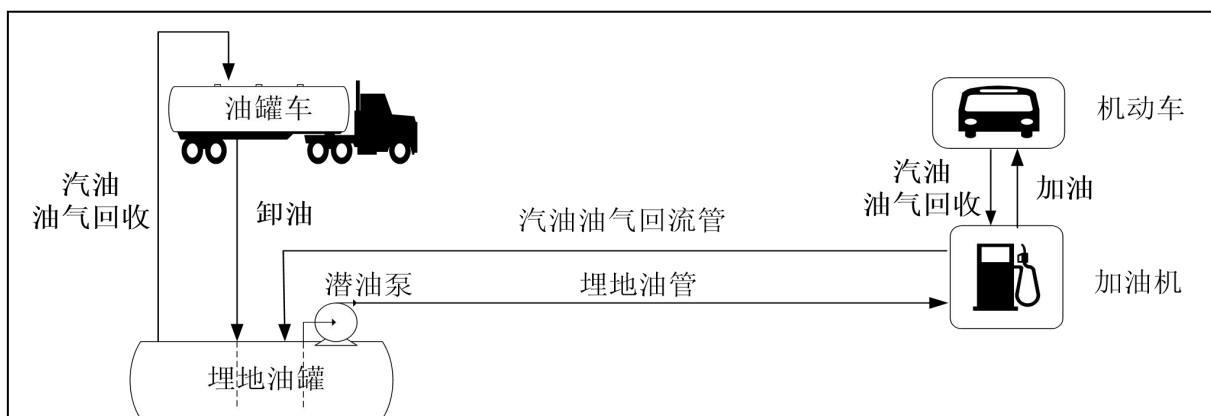 油罐车
机动车
汽油
油气回收
卸油
汽油
油气回收
加油
汽油油气回流管
潜油泵
埋地油管
加油机
埋地油罐